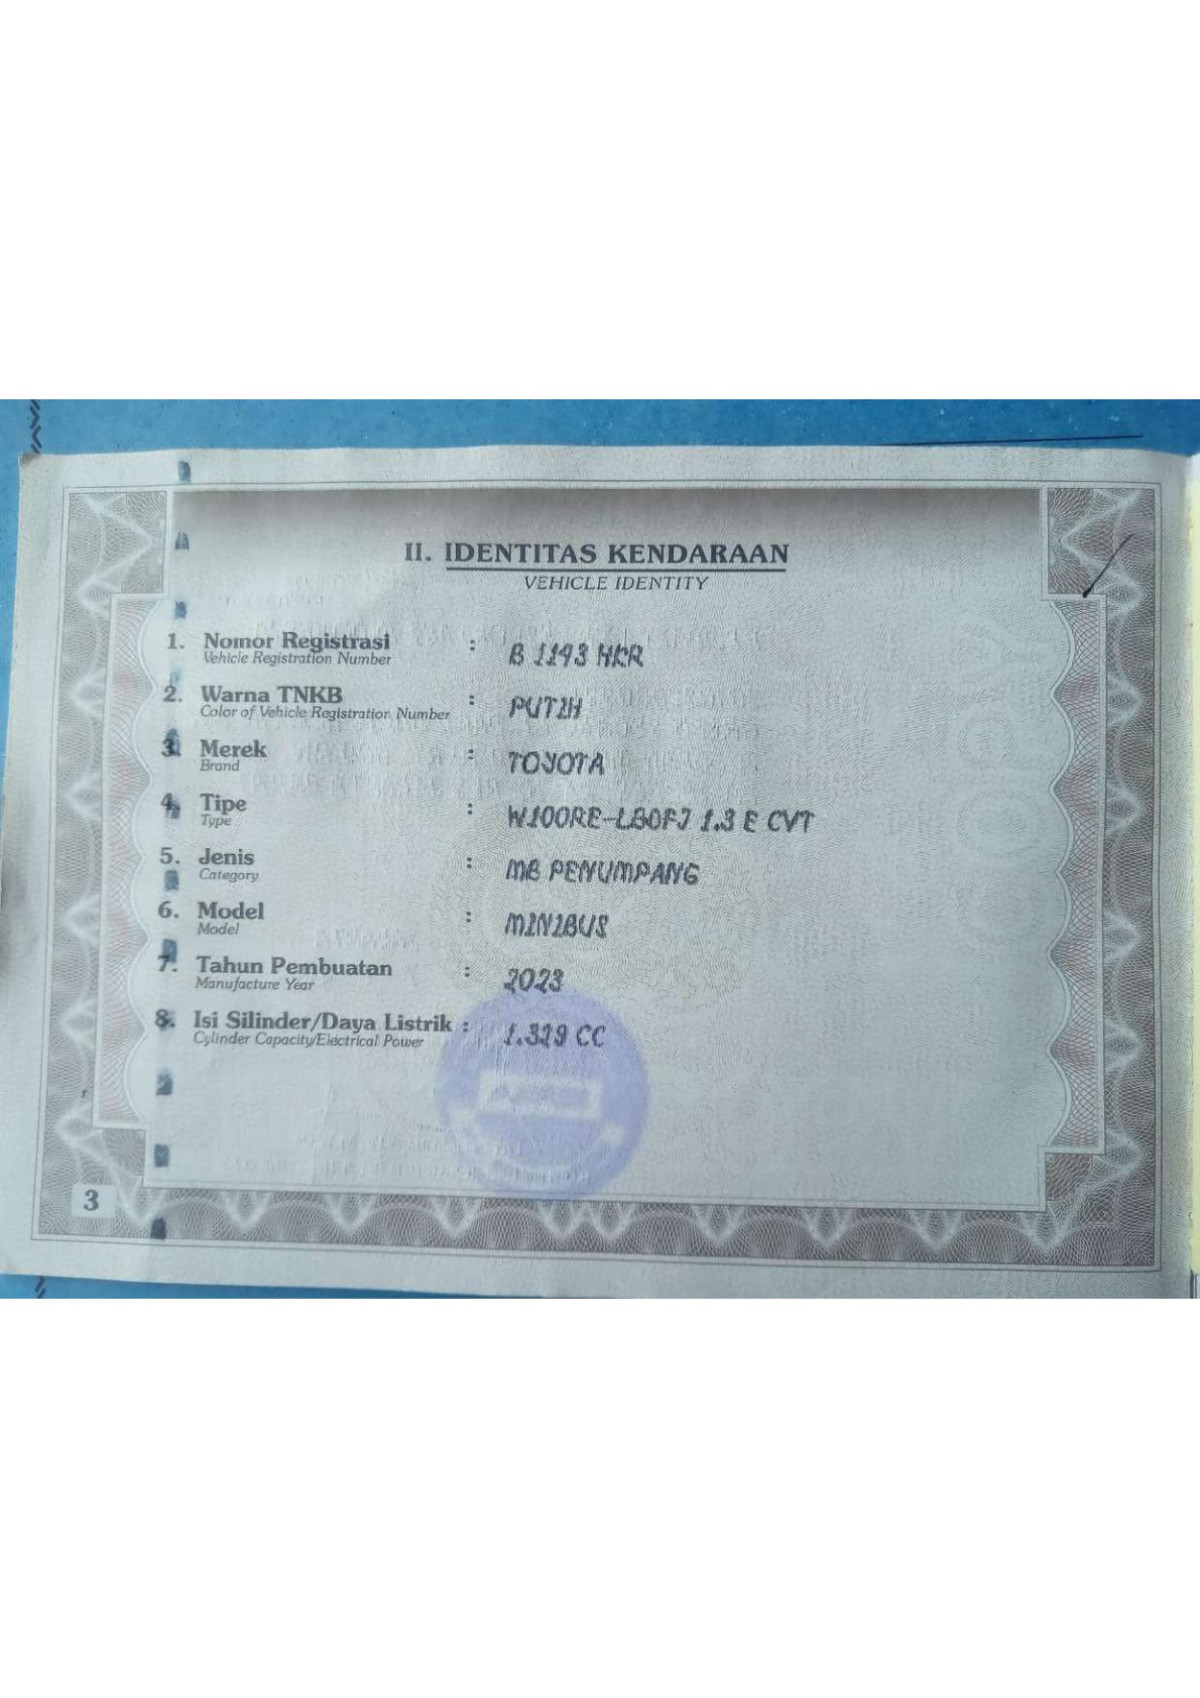 II. IDENTITAS KENDARAAN
VEHICLE IDENTITY
1. Nomor Registrasi : B 1193 HKR
Vehicle Registration Number
2. Warna TNKB : PUTIH
Color of Vehicle Registration Number
3. Merek : TOYOTA
Brand
4. Tipe : W100RE-LBOFJ 1.3 E CVT
Type
5. Jenis : MB PENUMPANG
Category
6. Model : MINIBUS
Model
7. Tahun Pembuatan : 2023
Manufacture Year
8. Isi Silinder/Daya Listrik : 1.329 CC
Cylinder Capacity/Electrical Power
3